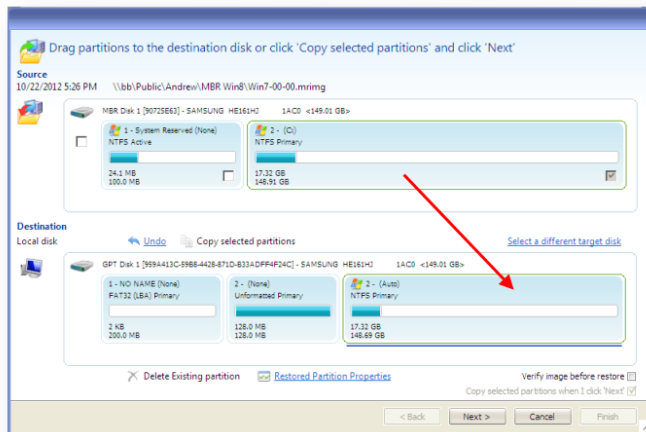 Drag partitions to the destination disk or click 'Copy selected partitions' and click 'Next'
Source
10/22/2012 5:26 PM \\bb\Public\Andrew\MBR Win8\Win7-00-00.mrimg
MBR Disk 1 [90725E63] - SAMSUNG HE161HJ 1AC0 <149.01 GB>
1 - System Reserved (None)
NTFS Active
24.1 MB
100.0 MB
2 - (C:)
NTFS Primary
17.32 GB
148.91 GB
Destination
Local disk
Undo
Copy selected partitions
Select a different target disk
GPT Disk 1 [959A413C-59B8-4428-871D-B33ADFF4F24C] - SAMSUNG HE161HJ 1AC0 <149.01 GB>
1 - NO NAME (None)
FAT32 (LBA) Primary
2 KB
200.0 MB
2 - (None)
Unformatted Primary
128.0 MB
128.0 MB
2 - (Auto)
NTFS Primary
17.32 GB
148.69 GB
Delete Existing partition
Restored Partition Properties
Verify image before restore
Copy selected partitions when I click 'Next'
< Back
Next >
Cancel
Finish